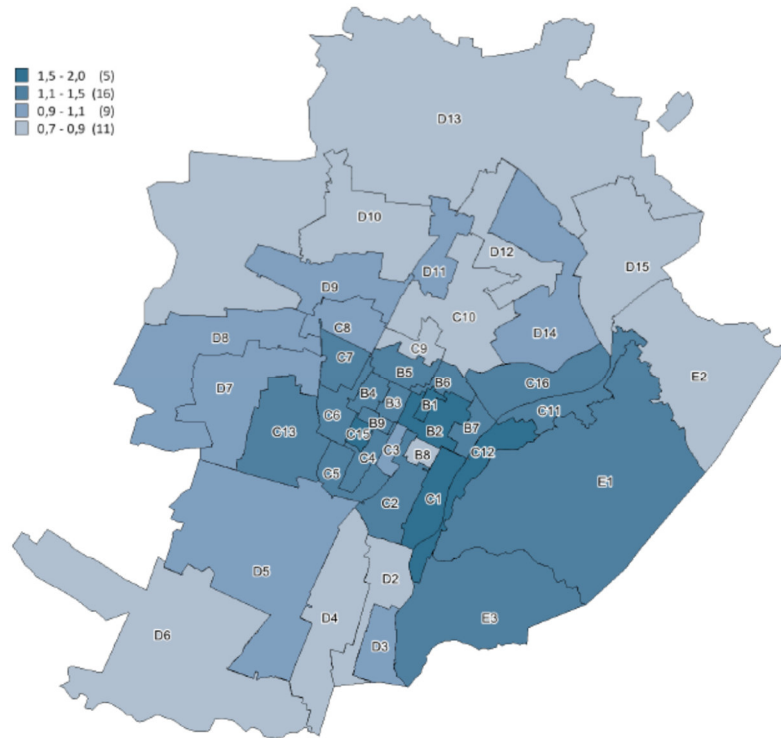 1,5 - 2,0 (5)
1,1 - 1,5 (16)
0,9 - 1,1 (9)
0,7 - 0,9 (11)
D13
D10
D12
D15
D11
D9
C10
C8
D14
D8
C9
C7
B5
E2
B6
C16
D7
B4
B3
B1
C11
C6
B9
B7
C13
C15
B2
C12
C3
B8
C4
C5
E1
C1
C2
D5
D2
D4
E3
D6
D3